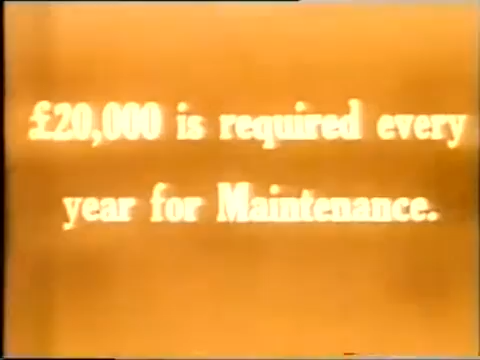 £20,000 is required every
year for Maintenance.